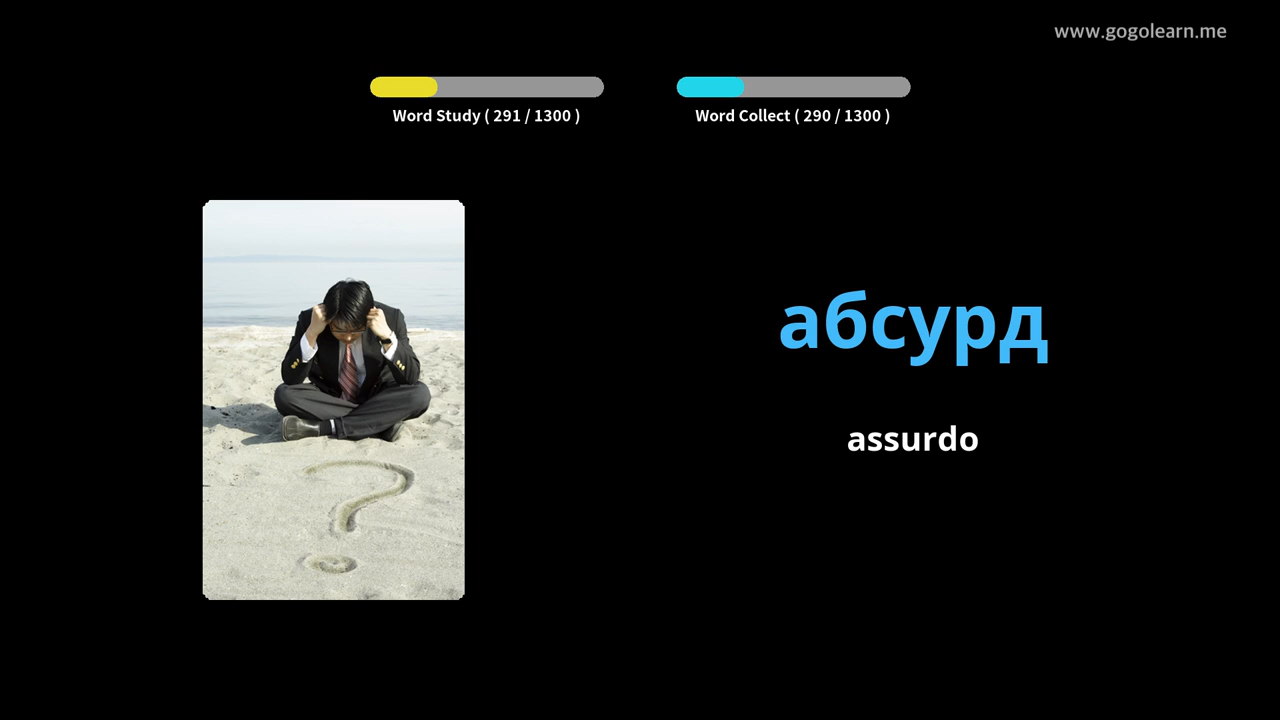 www.gogolearn.me
Word Study ( 291 / 1300 )
Word Collect ( 290 / 1300 )
абсурд
assurdo
?